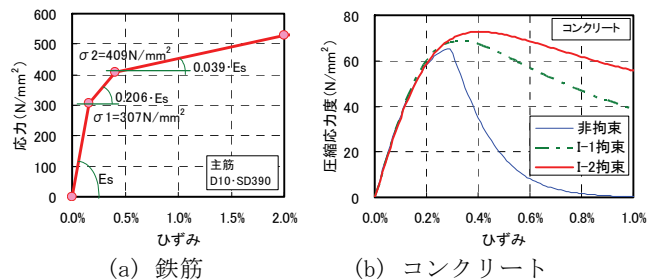 600
500
400
300
200
100
0
応力(N/mm²)
σ2=409N/mm²
0.039·Es
0.206·Es
σ1=307N/mm²
Es
主筋
D10·SD390
0.0%
0.5%
1.0%
1.5%
2.0%
ひずみ
(a) 鉄筋
80
60
40
20
0
圧縮応力度(N/mm²)
コンクリート
非拘束
I-1拘束
I-2拘束
0.0%
0.2%
0.4%
0.6%
0.8%
1.0%
ひずみ
(b) コンクリート